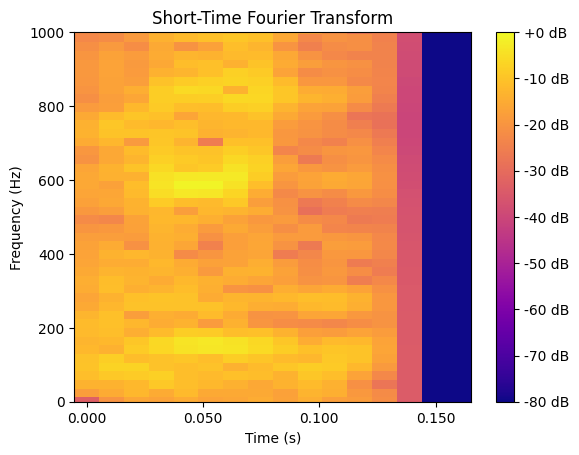 Short-Time Fourier Transform
Frequency (Hz)
1000
800
600
400
200
0
0.000
0.050
0.100
0.150
Time (s)
+0 dB
-10 dB
-20 dB
-30 dB
-40 dB
-50 dB
-60 dB
-70 dB
-80 dB